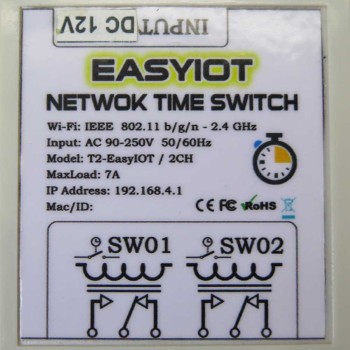 INPUT DC 12V
EASYIOT
NETWOK TIME SWITCH
Wi-Fi: IEEE 802.11 b/g/n - 2.4 GHz
Input: AC 90-250V 50/60Hz
Model: T2-EasyIOT / 2CH
MaxLoad: 7A
IP Address: 192.168.4.1
Mac/ID:
CE FC RoHS
SW01 SW02